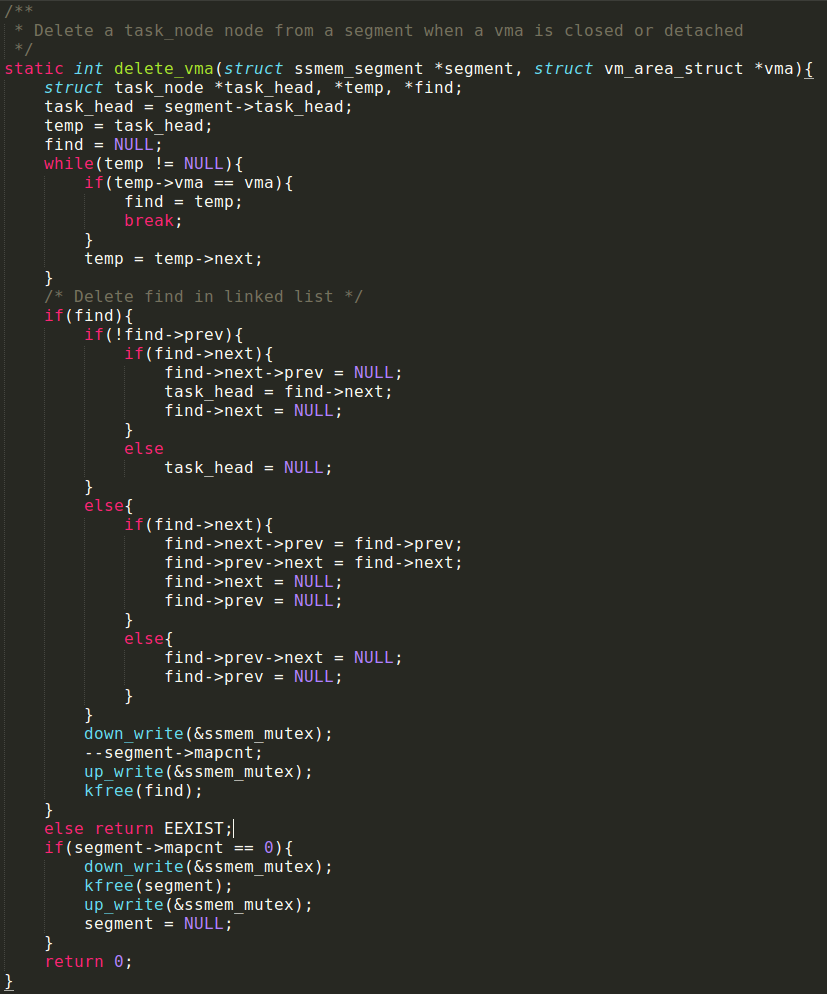 /**
 * Delete a task_node node from a segment when a vma is closed or detached
 */
static int delete_vma(struct ssmem_segment *segment, struct vm_area_struct *vma){
    struct task_node *task_head, *temp, *find;
    task_head = segment->task_head;
    temp = task_head;
    find = NULL;
    while(temp != NULL){
        if(temp->vma == vma){
            find = temp;
            break;
        }
        temp = temp->next;
    }
    /* Delete find in linked list */
    if(find){
        if(!find->prev){
            if(find->next){
                find->next->prev = NULL;
                task_head = find->next;
                find->next = NULL;
            }
            else
                task_head = NULL;
        }
        else{
            if(find->next){
                find->next->prev = find->prev;
                find->prev->next = find->next;
                find->next = NULL;
                find->prev = NULL;
            }
            else{
                find->prev->next = NULL;
                find->prev = NULL;
            }
        }
        down_write(&ssmem_mutex);
        --segment->mapcnt;
        up_write(&ssmem_mutex);
        kfree(find);
    }
    else return EEXIST;
    if(segment->mapcnt == 0){
        down_write(&ssmem_mutex);
        kfree(segment);
        up_write(&ssmem_mutex);
        segment = NULL;
    }
    return 0;
}